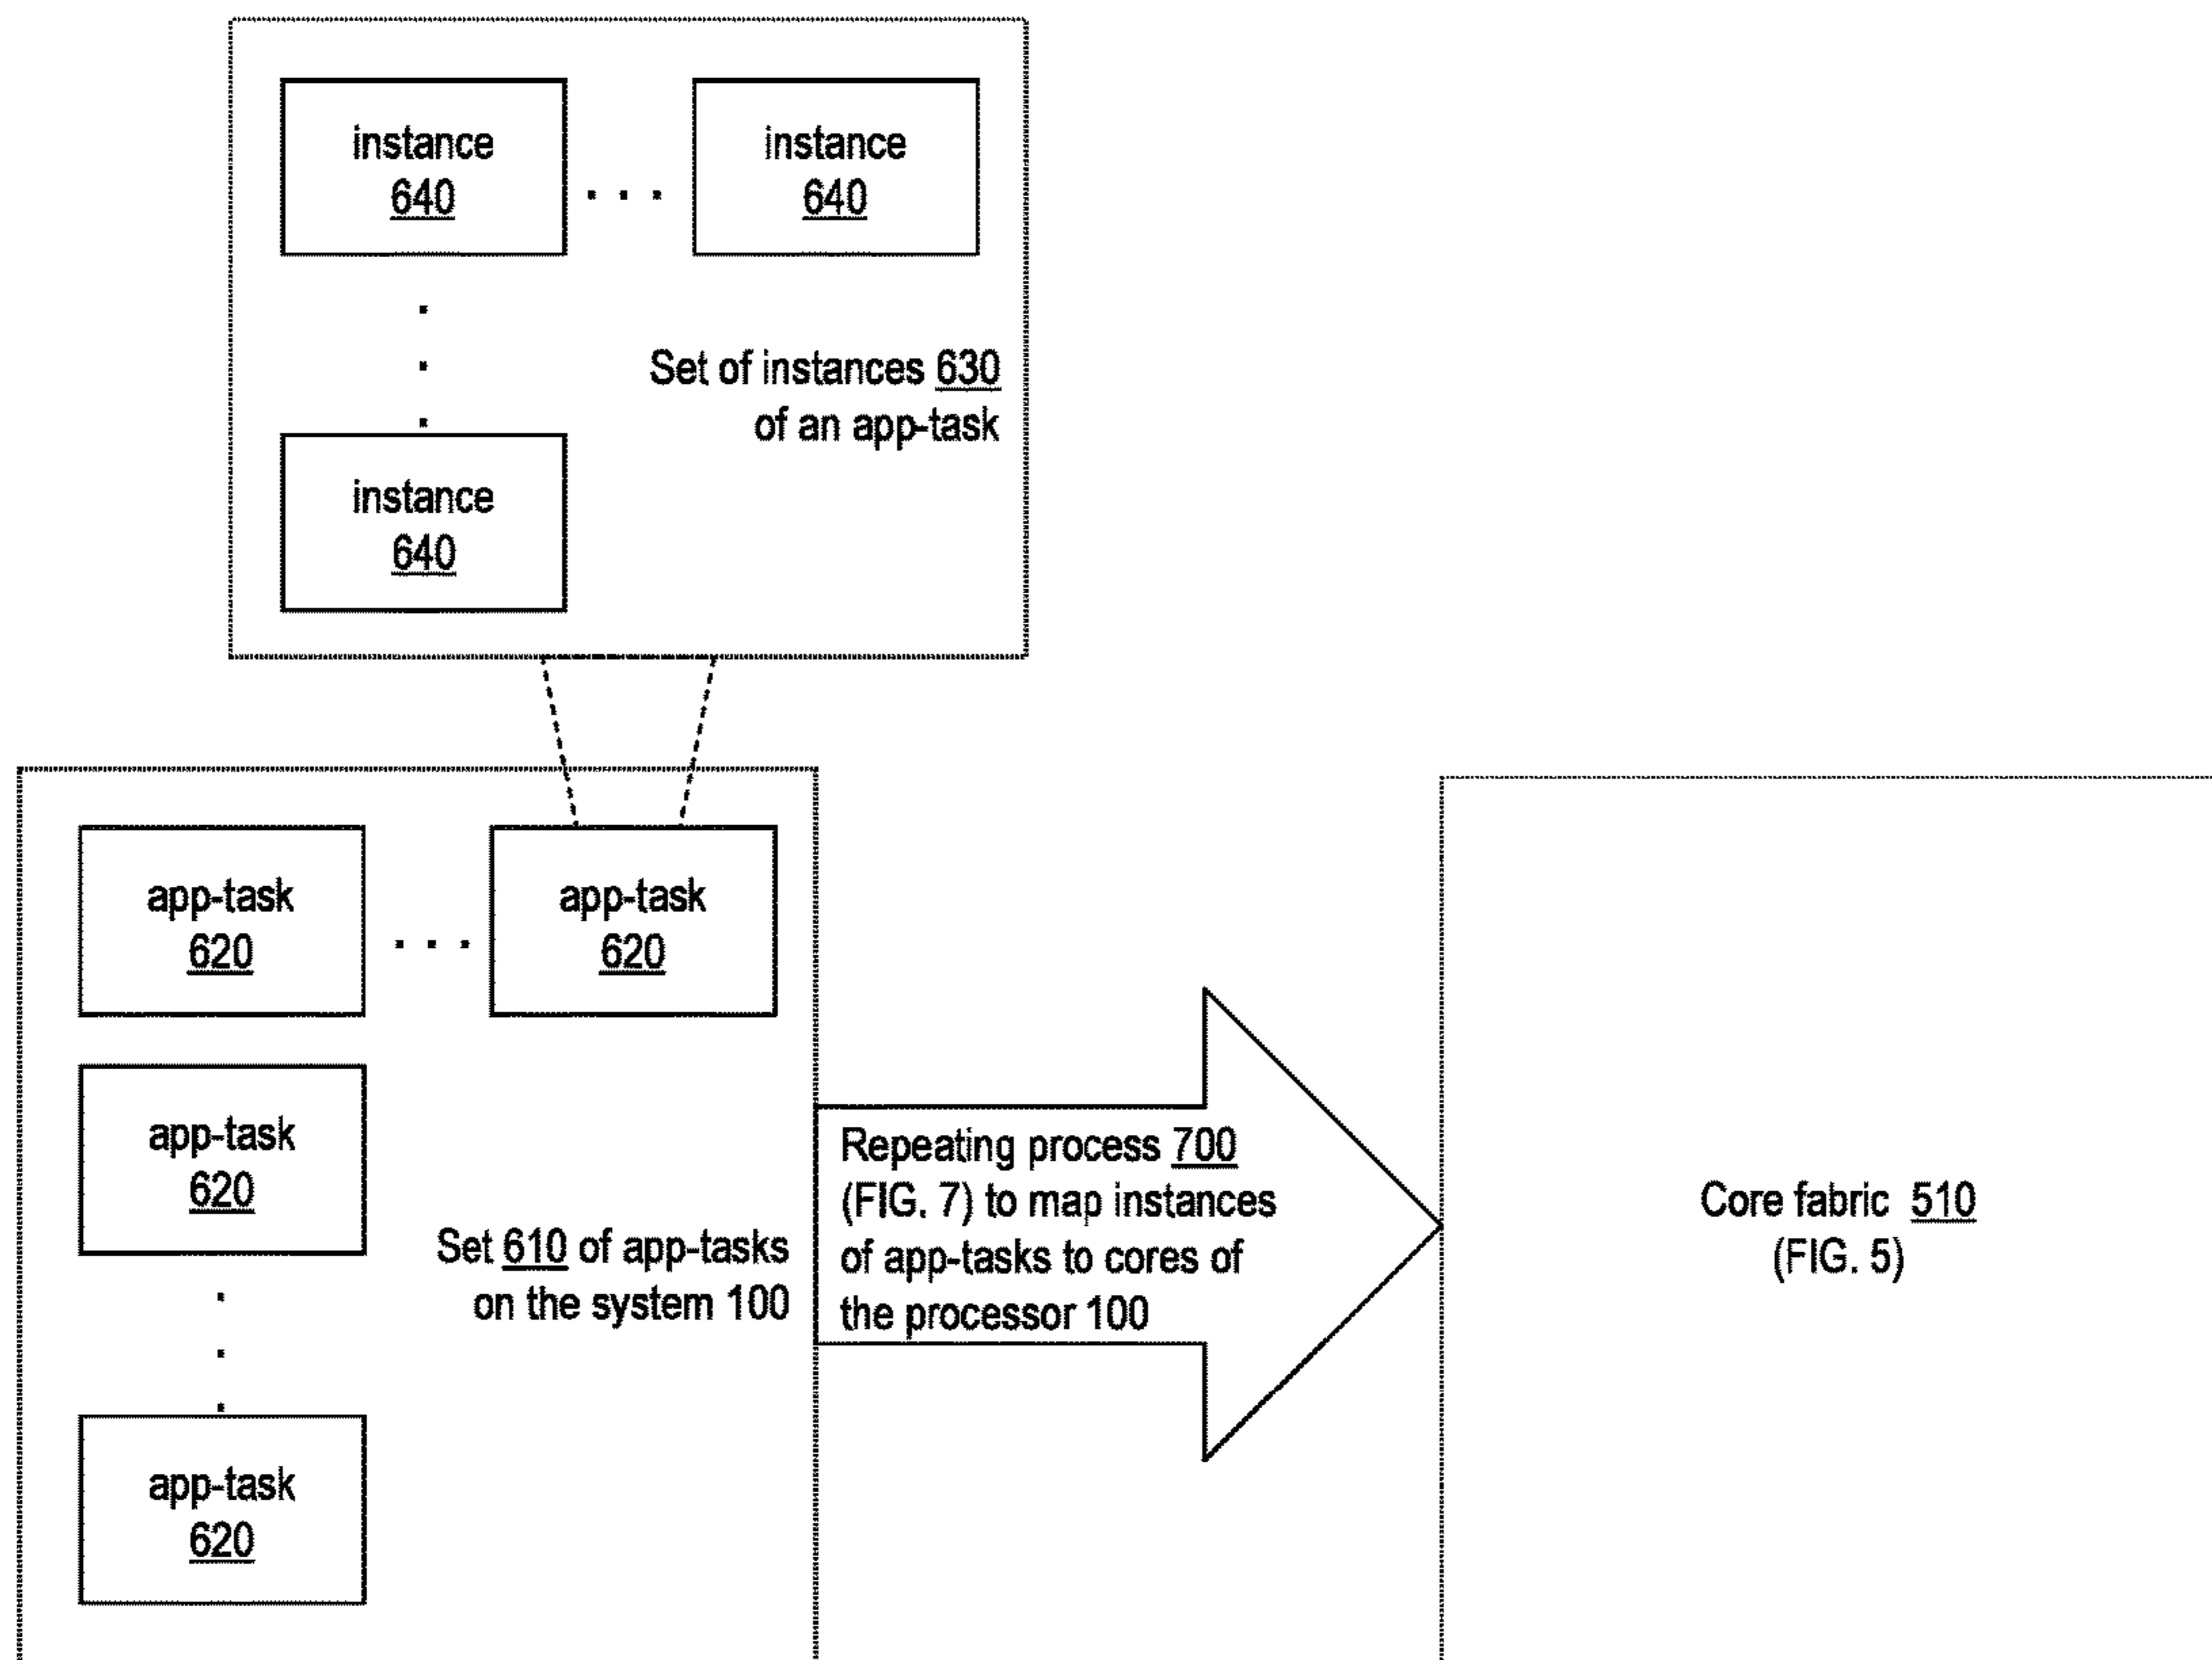 instance
640
. . .
instance
640
.
.
.
Set of instances 630
of an app-task
instance
640
app-task
620
. . .
app-task
620
app-task
620
Set 610 of app-tasks
on the system 100
.
.
.
app-task
620
Repeating process 700
(FIG. 7) to map instances
of app-tasks to cores of
the processor 100
Core fabric 510
(FIG. 5)